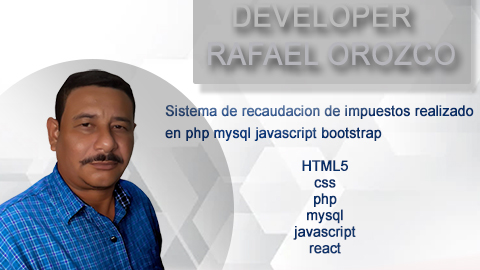 DEVELOPER
RAFAEL OROZCO
Sistema de recaudacion de impuestos realizado
en php mysql javascript bootstrap
HTML5
css
php
mysql
javascript
react